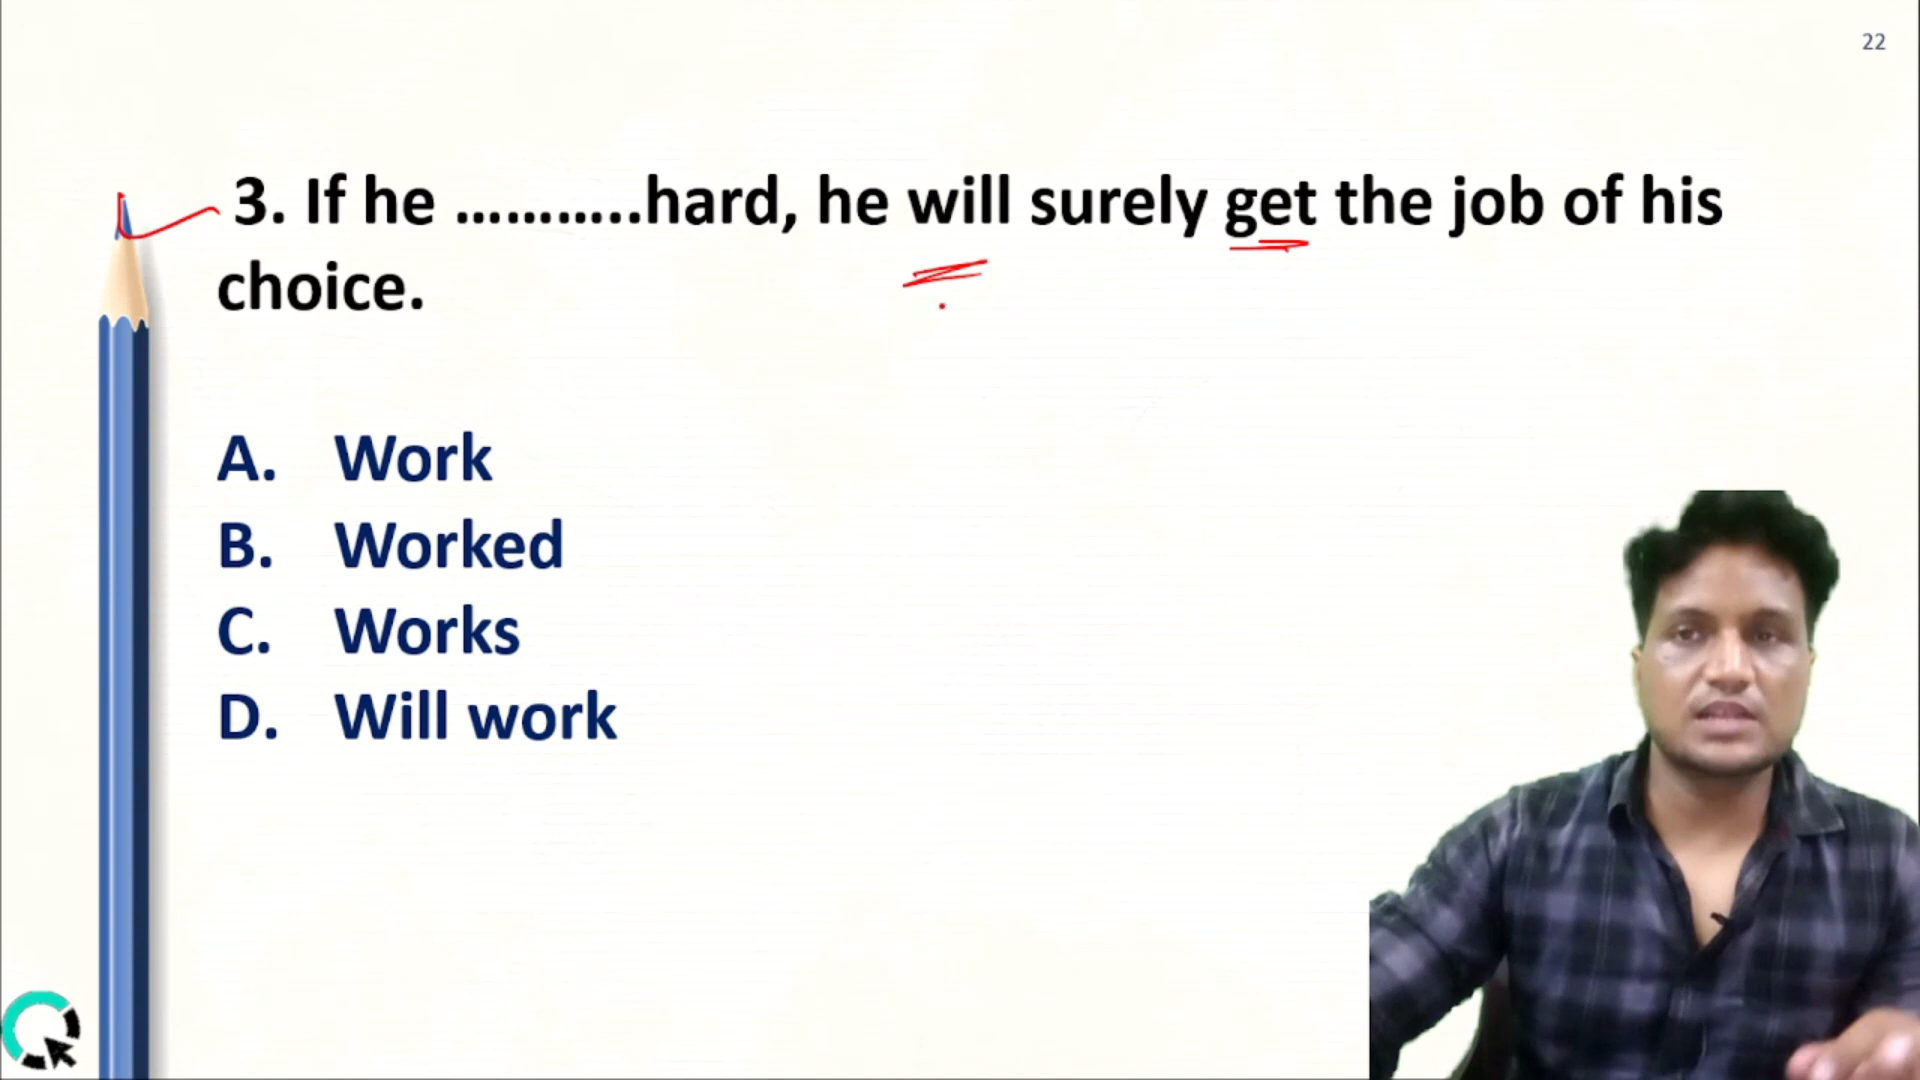 22
3. If he ………..hard, he will surely get the job of his
choice.
A. Work
B. Worked
C. Works
D. Will work